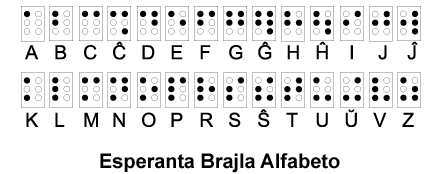 A B C Ĉ D E F G Ĝ H Ĥ I J Ĵ
K L M N O P R S Ŝ T U Ŭ V Z
Esperanta Brajla Alfabeto